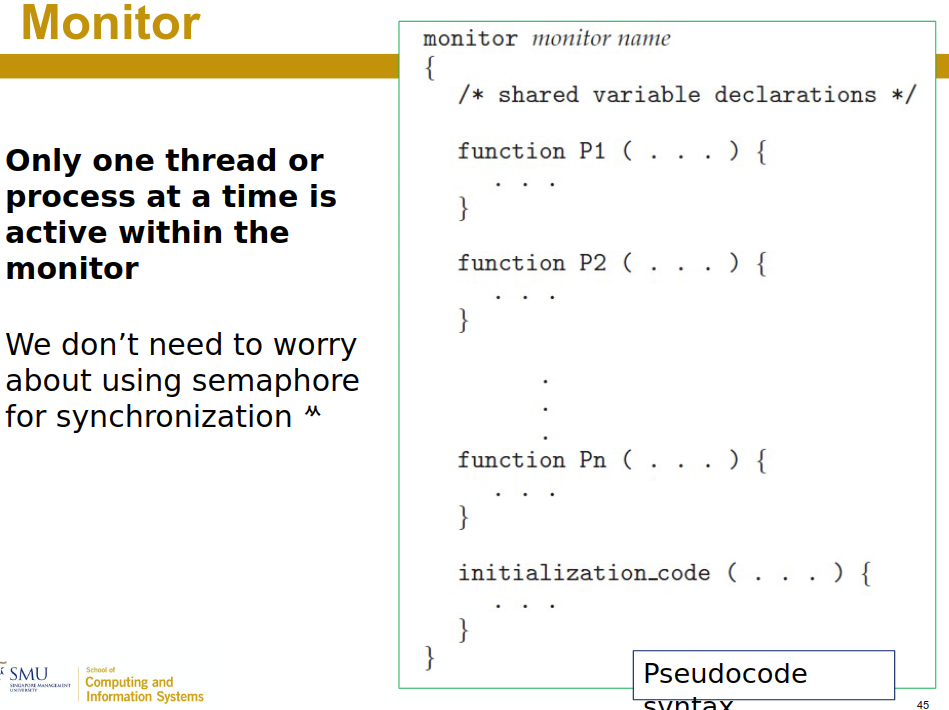 Monitor
Only one thread or
process at a time is
active within the
monitor
We don’t need to worry
about using semaphore
for synchronization
monitor monitor name
{
/* shared variable declarations */
function P1 ( . . . ) {
. . .
}
function P2 ( . . . ) {
. . .
}
.
.
.
function Pn ( . . . ) {
. . .
}
initialization_code ( . . . ) {
. . .
}
}
Pseudocode
syntax
SMU
SINGAPORE MANAGEMENT
UNIVERSITY
School of
Computing and
Information Systems
45